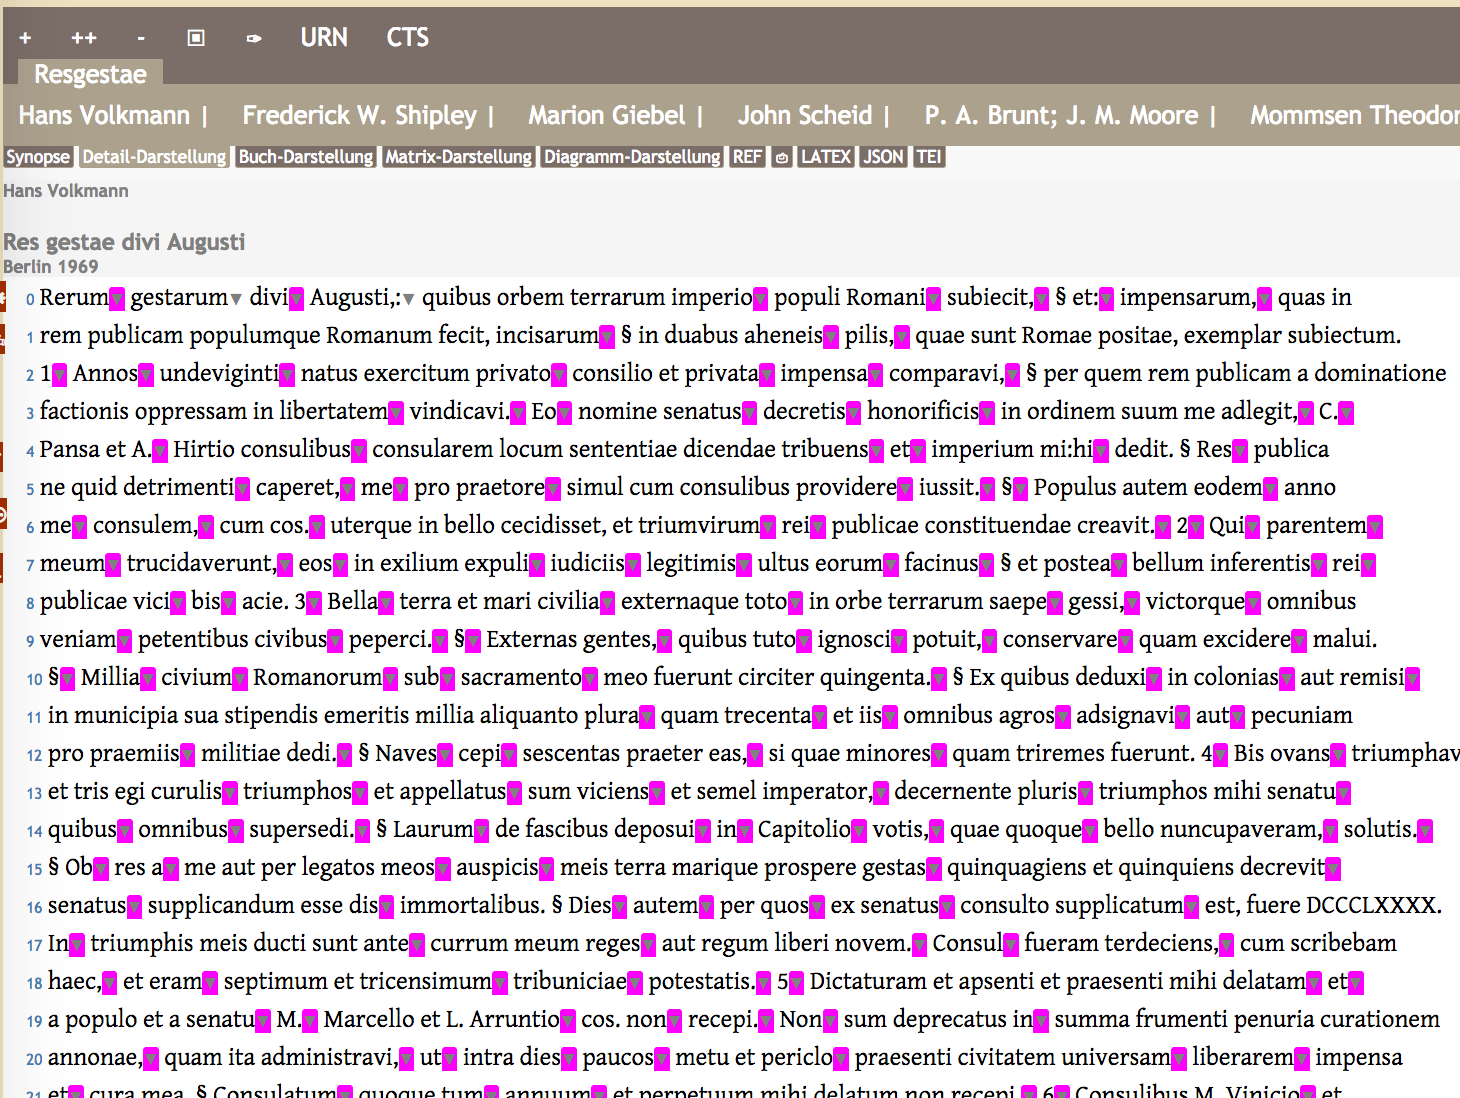 + ++ - URN CTS
Resgestae
Hans Volkmann | Frederick W. Shipley | Marion Giebel | John Scheid | P. A. Brunt; J. M. Moore | Mommsen Theodor
Synopse Detail-Darstellung Buch-Darstellung Matrix-Darstellung Diagramm-Darstellung REF LATEX JSON TEI
Hans Volkmann
Res gestae divi Augusti
Berlin 1969
0 Rerum▼ gestarum▼ divi▼ Augusti,:▼ quibus orbem terrarum imperio▼ populi Romani▼ subiecit,▼ § et:▼ impensarum,▼ quas in
1 rem publicam populumque Romanum fecit, incisarum▼ § in duabus aheneis▼ pilis,▼ quae sunt Romae positae, exemplar subiectum.
2 1▼ Annos▼ undeviginti▼ natus exercitum privato▼ consilio et privata▼ impensa▼ comparavi,▼ § per quem rem publicam a dominatione
3 factionis oppressam in libertatem▼ vindicavi.▼ Eo▼ nomine senatus▼ decretis▼ honorificis▼ in ordinem suum me adlegit,▼ C.▼
4 Pansa et A.▼ Hirtio consulibus▼ consularem locum sententiae dicendae tribuens▼ et▼ imperium mi:hi▼ dedit. § Res▼ publica
5 ne quid detrimenti▼ caperet,▼ me▼ pro praetore▼ simul cum consulibus providere▼ iussit.▼ §▼ Populus autem eodem▼ anno
6 me▼ consulem,▼ cum cos.▼ uterque in bello cecidisset, et triumvirum▼ rei▼ publicae constituendae creavit.▼ 2▼ Qui▼ parentem▼
7 meum▼ trucidaverunt,▼ eos▼ in exilium expuli▼ iudiciis▼ legitimis▼ ultus eorum▼ facinus▼ § et postea▼ bellum inferentis▼ rei▼
8 publicae vici▼ bis▼ acie. 3▼ Bella▼ terra et mari civilia▼ externaque toto▼ in orbe terrarum saepe▼ gessi,▼ victorque▼ omnibus
9 veniam▼ petentibus civibus▼ peperci.▼ §▼ Externas gentes,▼ quibus tuto▼ ignosci▼ potuit,▼ conservare▼ quam excidere▼ malui.
10 §▼ Millia▼ civium▼ Romanorum▼ sub▼ sacramento▼ meo fuerunt circiter quingenta.▼ § Ex quibus deduxi▼ in colonias▼ aut remisi▼
11 in municipia sua stipendis emeritis millia aliquanto plura▼ quam trecenta▼ et iis▼ omnibus agros▼ adsignavi▼ aut▼ pecuniam
12 pro praemiis▼ militiae dedi.▼ § Naves▼ cepi▼ sescentas praeter eas,▼ si quae minores▼ quam triremes fuerunt. 4▼ Bis ovans▼ triumphav
13 et tris egi curulis▼ triumphos▼ et appellatus▼ sum viciens▼ et semel imperator,▼ decernente pluris▼ triumphos mihi senatu▼
14 quibus▼ omnibus▼ supersedi.▼ § Laurum▼ de fascibus deposui▼ in▼ Capitolio▼ votis,▼ quae quoque▼ bello nuncupaveram,▼ solutis.▼
15 § Ob▼ res a▼ me aut per legatos meos▼ auspicis▼ meis terra marique prospere gestas▼ quinquagiens et quinquiens decrevit▼
16 senatus▼ supplicandum esse dis▼ immortalibus. § Dies▼ autem▼ per quos▼ ex senatus▼ consulto supplicatum▼ est, fuere DCCCLXXXX.
17 In▼ triumphis meis ducti sunt ante▼ currum meum reges▼ aut regum liberi novem.▼ Consul▼ fueram terdeciens,▼ cum scribebam
18 haec,▼ et eram▼ septimum et tricensimum▼ tribuniciae▼ potestatis.▼ 5▼ Dictaturam et apsenti et praesenti mihi delatam▼ et▼
19 a populo et a senatu▼ M.▼ Marcello et L. Arruntio▼ cos. non▼ recepi.▼ Non▼ sum deprecatus in▼ summa frumenti penuria curationem
20 annonae,▼ quam ita administravi,▼ ut▼ intra dies▼ paucos▼ metu et periclo▼ praesenti civitatem universam▼ liberarem▼ impensa
21 et▼ cura mea. § Consulatum▼ quoque tum▼ annuum▼ et perpetuum mihi delatum non recepi.▼ 6▼ Consulibus M. Vinicio▼ et